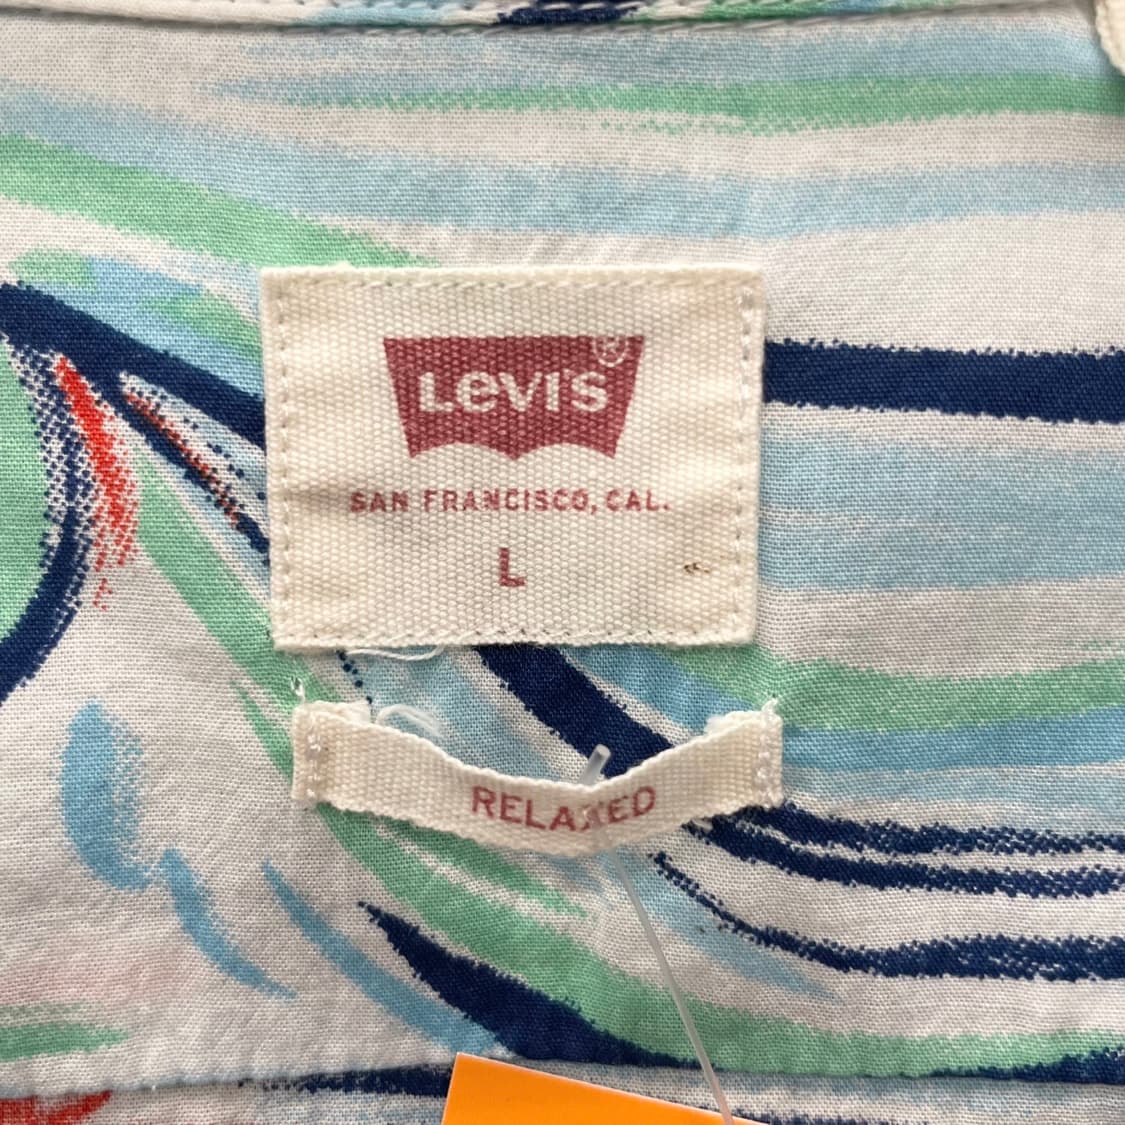 LEVI'S®
SAN FRANCISCO, CAL.
L
RELAXED